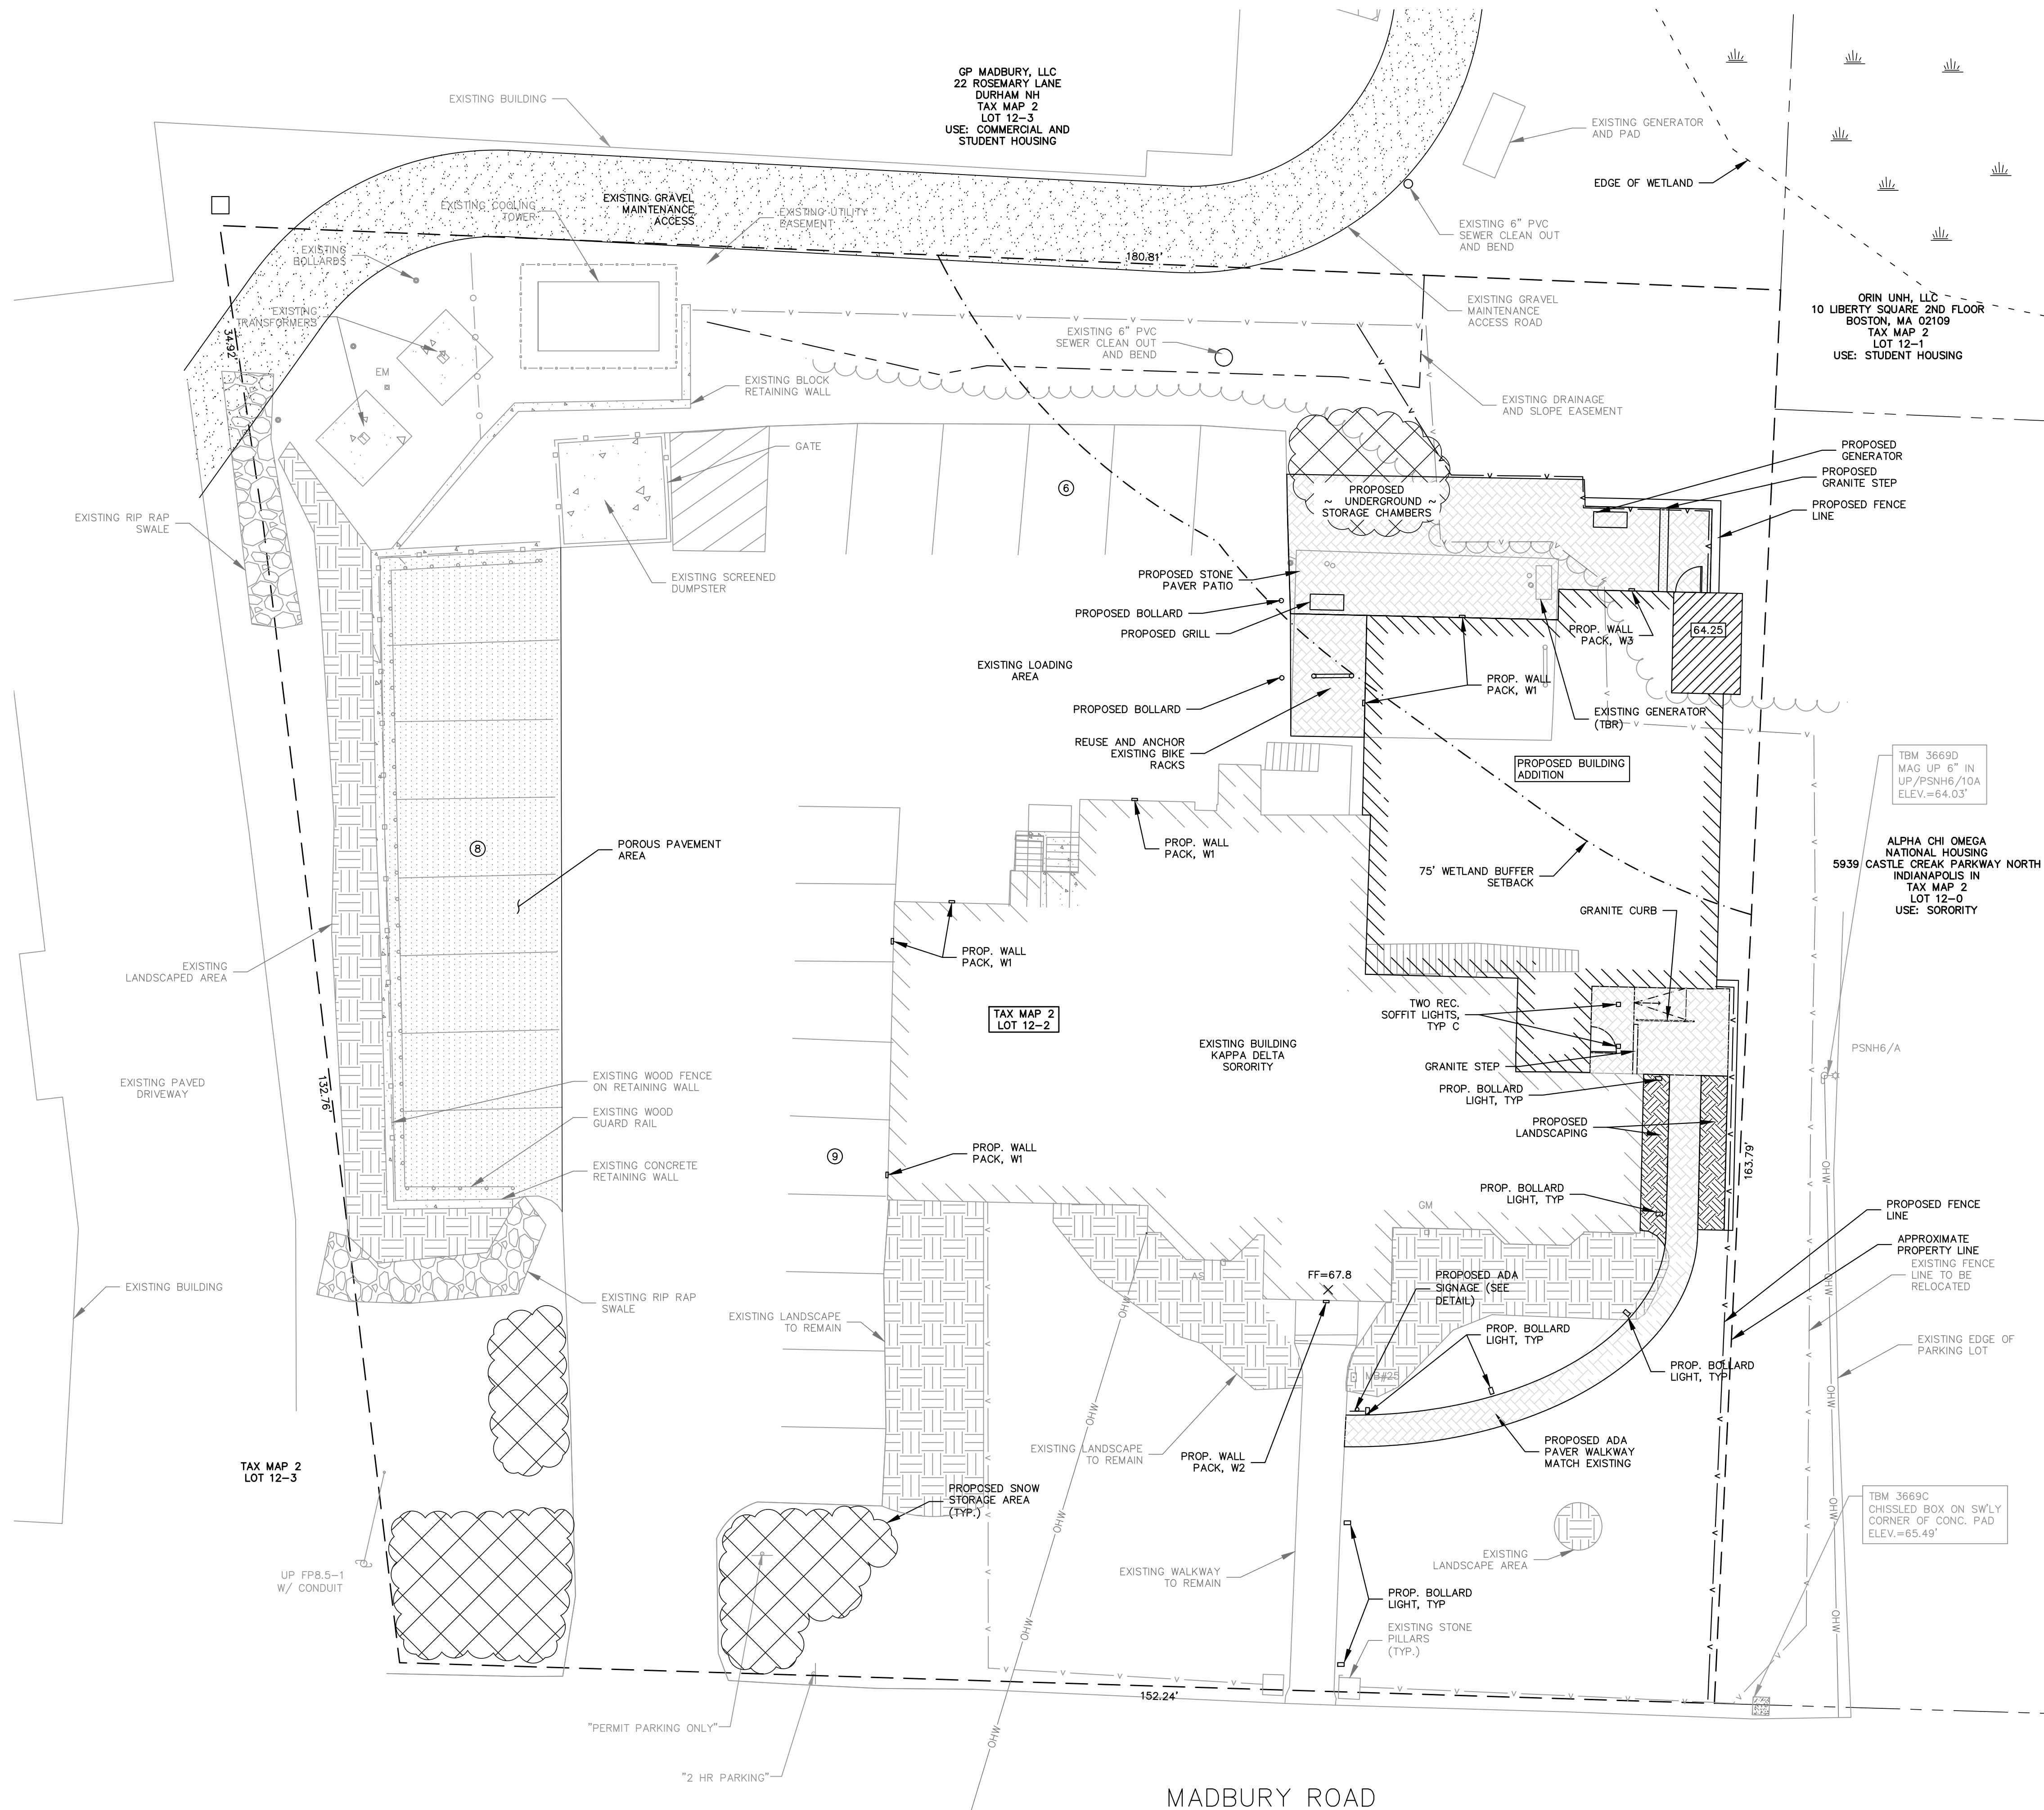 GP MADBURY, LLC
22 ROSEMARY LANE
DURHAM NH
TAX MAP 2
LOT 12-3
USE: COMMERCIAL AND
STUDENT HOUSING
EXISTING BUILDING
EXISTING GENERATOR
AND PAD
EDGE OF WETLAND
EXISTING COOLING
TOWER
EXISTING GRAVEL
MAINTENANCE
ACCESS
EXISTING UTILITY
EASEMENT
EXISTING 6" PVC
SEWER CLEAN OUT
AND BEND
EXISTING
BOLLARDS
180.81'
EXISTING
TRANSFORMERS
34.92'
EM
EXISTING 6" PVC
SEWER CLEAN OUT
AND BEND
EXISTING GRAVEL
MAINTENANCE
ACCESS ROAD
ORIN UNH, LLC
10 LIBERTY SQUARE 2ND FLOOR
BOSTON, MA 02109
TAX MAP 2
LOT 12-1
USE: STUDENT HOUSING
EXISTING BLOCK
RETAINING WALL
EXISTING DRAINAGE
AND SLOPE EASEMENT
GATE
PROPOSED
GENERATOR
PROPOSED
GRANITE STEP
PROPOSED FENCE
LINE
6
PROPOSED
~ UNDERGROUND ~
STORAGE CHAMBERS
EXISTING RIP RAP
SWALE
EXISTING SCREENED
DUMPSTER
PROPOSED STONE
PAVER PATIO
PROPOSED BOLLARD
PROPOSED GRILL
PROP. WALL
PACK, W3
64.25
EXISTING LOADING
AREA
PROP. WALL
PACK, W1
PROPOSED BOLLARD
EXISTING GENERATOR
(TBR)
REUSE AND ANCHOR
EXISTING BIKE
RACKS
PROPOSED BUILDING
ADDITION
TBM 3669D
MAG UP 6" IN
UP/PSNH6/10A
ELEV.=64.03'
8
POROUS PAVEMENT
AREA
PROP. WALL
PACK, W1
75' WETLAND BUFFER
SETBACK
ALPHA CHI OMEGA
NATIONAL HOUSING
5939 CASTLE CREAK PARKWAY NORTH
INDIANAPOLIS IN
TAX MAP 2
LOT 12-0
USE: SORORITY
GRANITE CURB
EXISTING
LANDSCAPED AREA
PROP. WALL
PACK, W1
TAX MAP 2
LOT 12-2
TWO REC.
SOFFIT LIGHTS,
TYP C
EXISTING BUILDING
KAPPA DELTA
SORORITY
PSNH6/A
GRANITE STEP
EXISTING PAVED
DRIVEWAY
132.76'
EXISTING WOOD FENCE
ON RETAINING WALL
EXISTING WOOD
GUARD RAIL
EXISTING CONCRETE
RETAINING WALL
PROP. BOLLARD
LIGHT, TYP
PROPOSED
LANDSCAPING
9
PROP. WALL
PACK, W1
163.79'
OHW
PROP. BOLLARD
LIGHT, TYP
GM
PROPOSED FENCE
LINE
APPROXIMATE
PROPERTY LINE
EXISTING FENCE
LINE TO BE
RELOCATED
EXISTING BUILDING
EXISTING RIP RAP
SWALE
AS
FF=67.8
PROPOSED ADA
SIGNAGE (SEE
DETAIL)
OHW
OHW
EXISTING LANDSCAPE
TO REMAIN
PROP. BOLLARD
LIGHT, TYP
EXISTING EDGE OF
PARKING LOT
PROP. BOLLARD
LIGHT, TYP
MB#25
OHW
OHW
EXISTING LANDSCAPE
TO REMAIN
PROP. WALL
PACK, W2
PROPOSED ADA
PAVER WALKWAY
MATCH EXISTING
TAX MAP 2
LOT 12-3
PROPOSED SNOW
STORAGE AREA
(TYP.)
OHW
OHW
TBM 3669C
CHISSLED BOX ON SW'LY
CORNER OF CONC. PAD
ELEV.=65.49'
EXISTING
LANDSCAPE AREA
UP FP8.5-1
W/ CONDUIT
EXISTING WALKWAY
TO REMAIN
PROP. BOLLARD
LIGHT, TYP
OHW
OHW
EXISTING STONE
PILLARS
(TYP.)
152.24'
"PERMIT PARKING ONLY"
OHW
"2 HR PARKING"
MADBURY ROAD